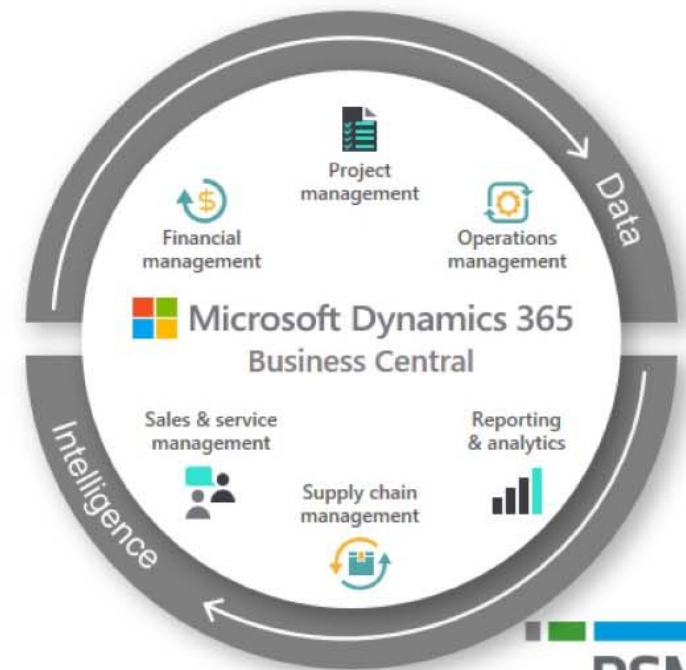 Project
management
Financial
management
Operations
management
Data
Microsoft Dynamics 365
Business Central
Sales & service
management
Reporting
& analytics
Supply chain
management
Intelligence